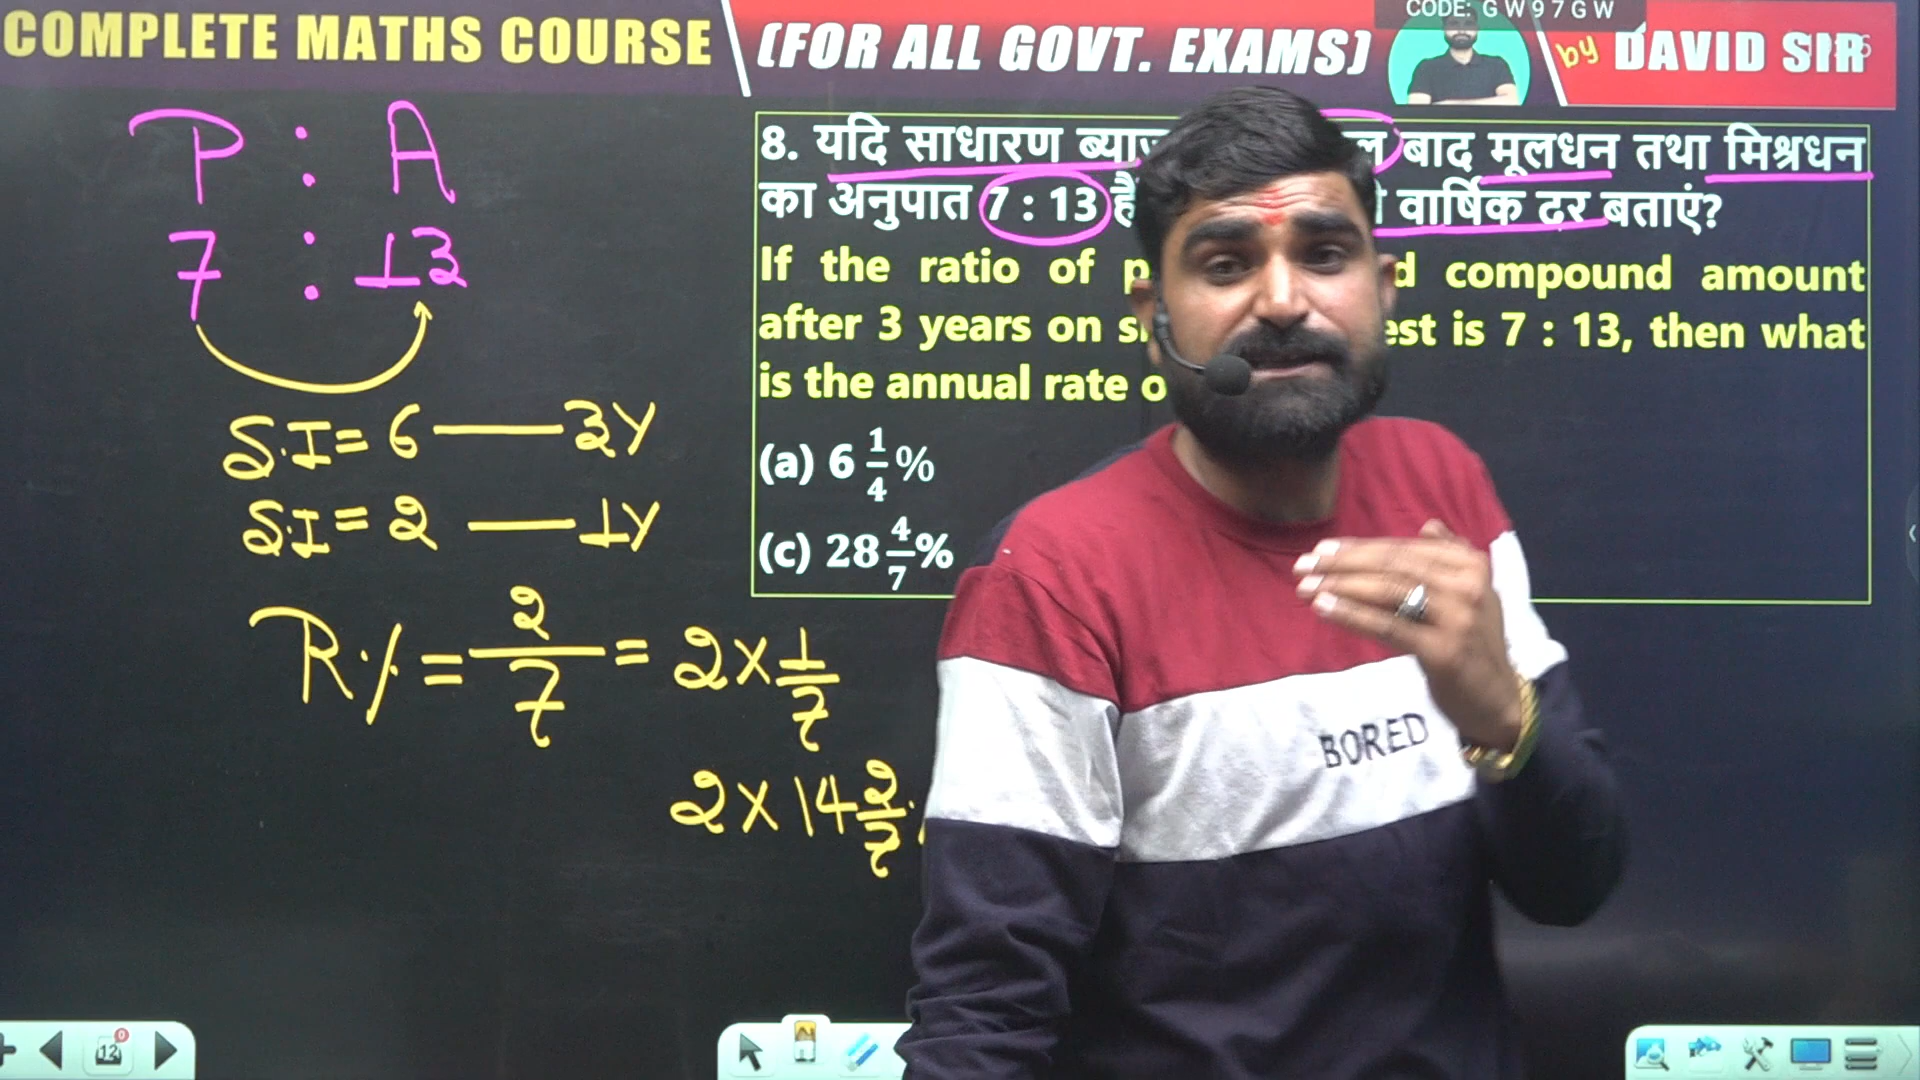 CODE: GW97GW
COMPLETE MATHS COURSE (FOR ALL GOVT. EXAMS) by DAVID SIR
P : A
7 : 13
S.I = 6 — 3Y
S.I = 2 — 1Y
R% = 2/7 = 2 × 1/7
2 × 14 2/7
8. यदि साधारण बाद मूलधन तथा मिश्रधन
का अनुपात 7 : 13 वार्षिक दर बताएं?
If the ratio of compound amount
after 3 years on is 7 : 13, then what
is the annual rate
(a) 6 1/4 %
(c) 28 4/7 %
BORED
12